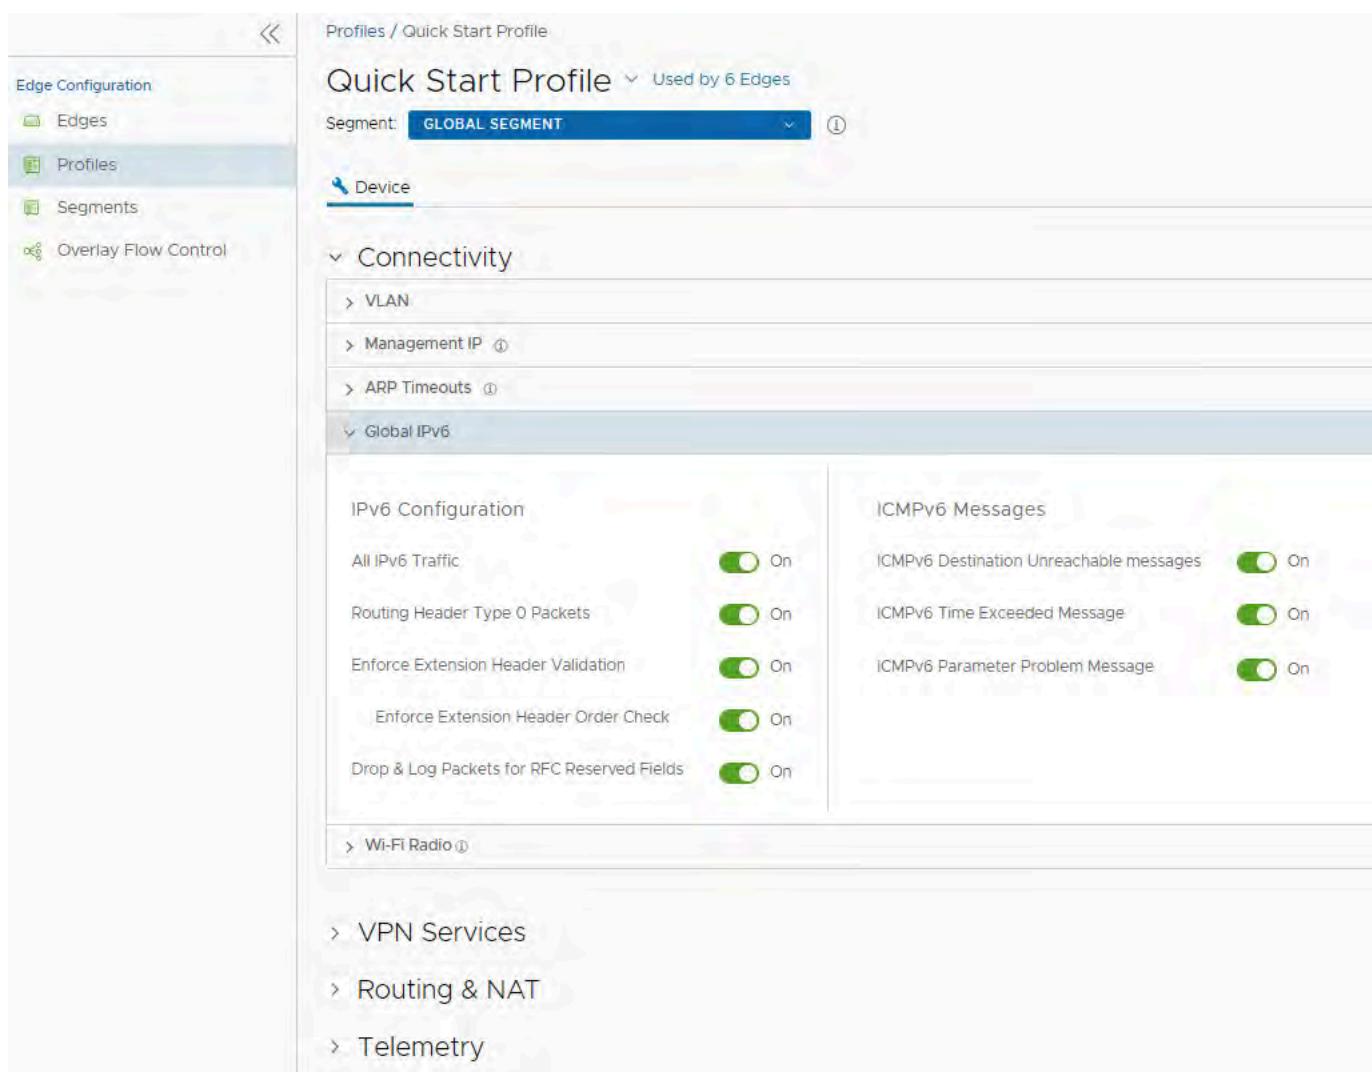 Profiles / Quick Start Profile
Edge Configuration
Edges
Profiles
Segments
Overlay Flow Control
Quick Start Profile Used by 6 Edges
Segment: GLOBAL SEGMENT
Device
Connectivity
VLAN
Management IP
ARP Timeouts
Global IPv6
IPv6 Configuration
All IPv6 Traffic On
Routing Header Type 0 Packets On
Enforce Extension Header Validation On
Enforce Extension Header Order Check On
Drop & Log Packets for RFC Reserved Fields On
ICMPv6 Messages
ICMPv6 Destination Unreachable messages On
ICMPv6 Time Exceeded Message On
ICMPv6 Parameter Problem Message On
Wi-Fi Radio
VPN Services
Routing & NAT
Telemetry